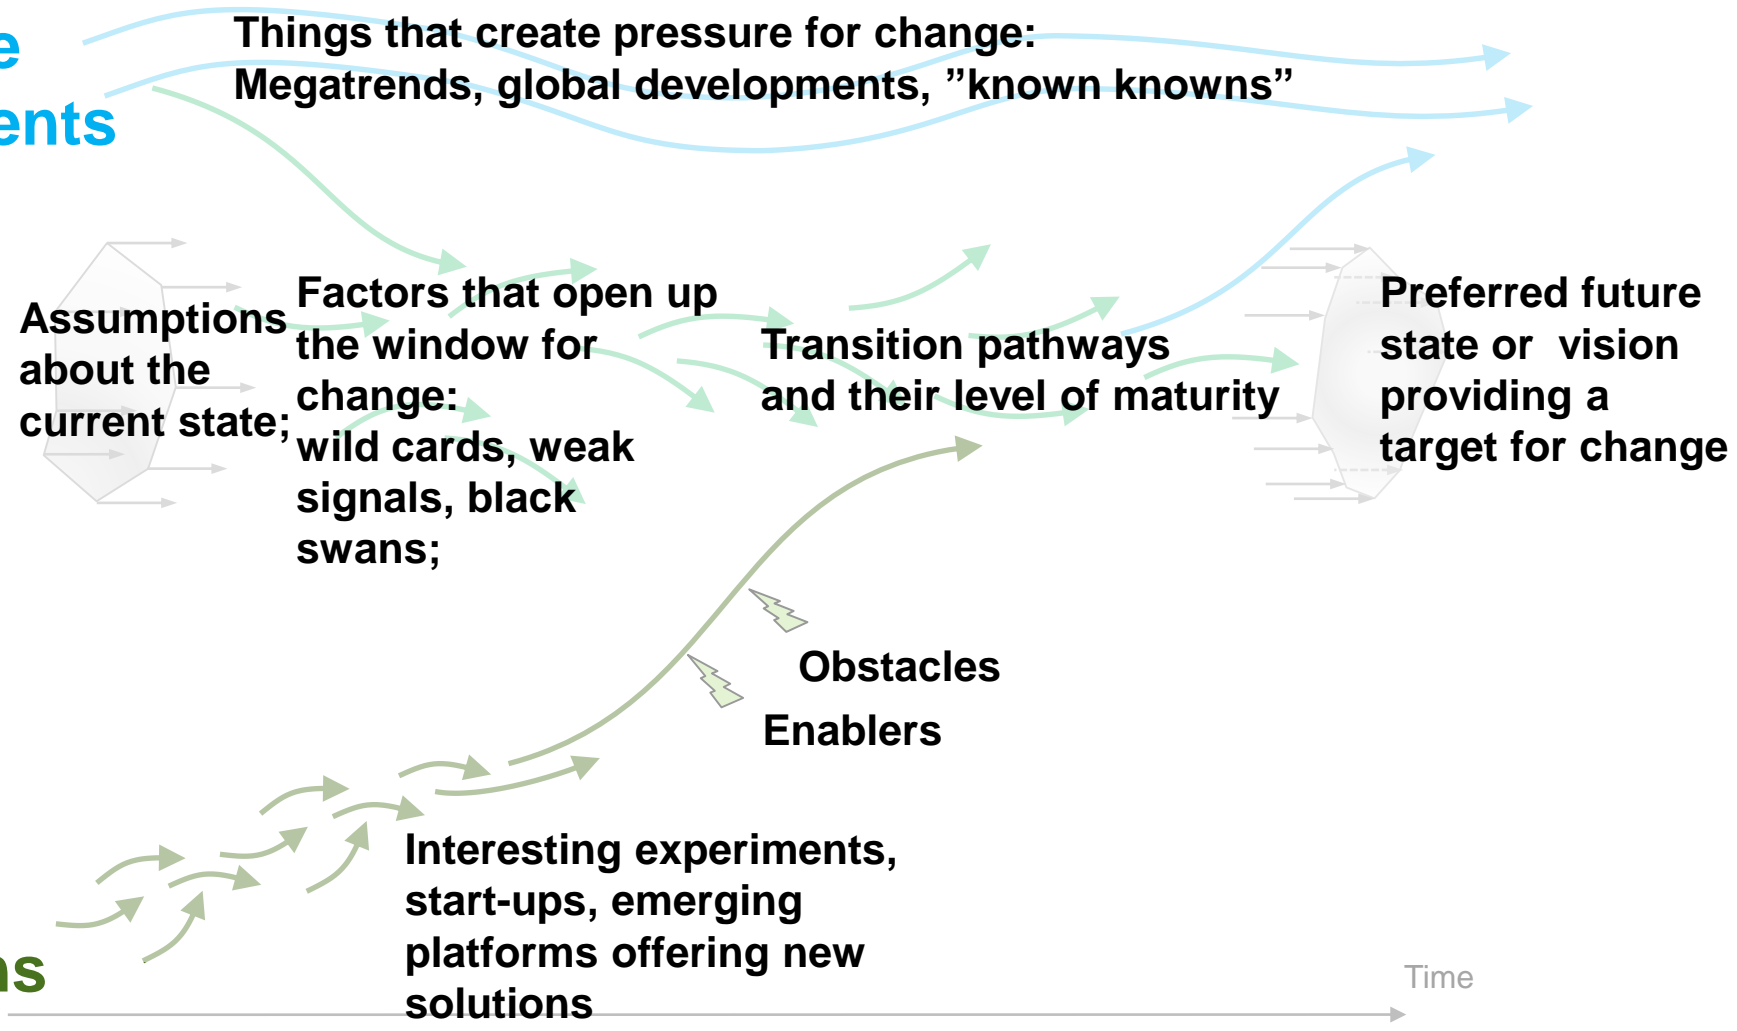 Things that create pressure for change:
Megatrends, global developments, ”known knowns”
Assumptions
about the
current state;
Factors that open up
the window for
change:
wild cards, weak
signals, black
swans;
Transition pathways
and their level of maturity
Preferred future
state or vision
providing a
target for change
Obstacles
Enablers
Interesting experiments,
start-ups, emerging
platforms offering new
solutions
Time